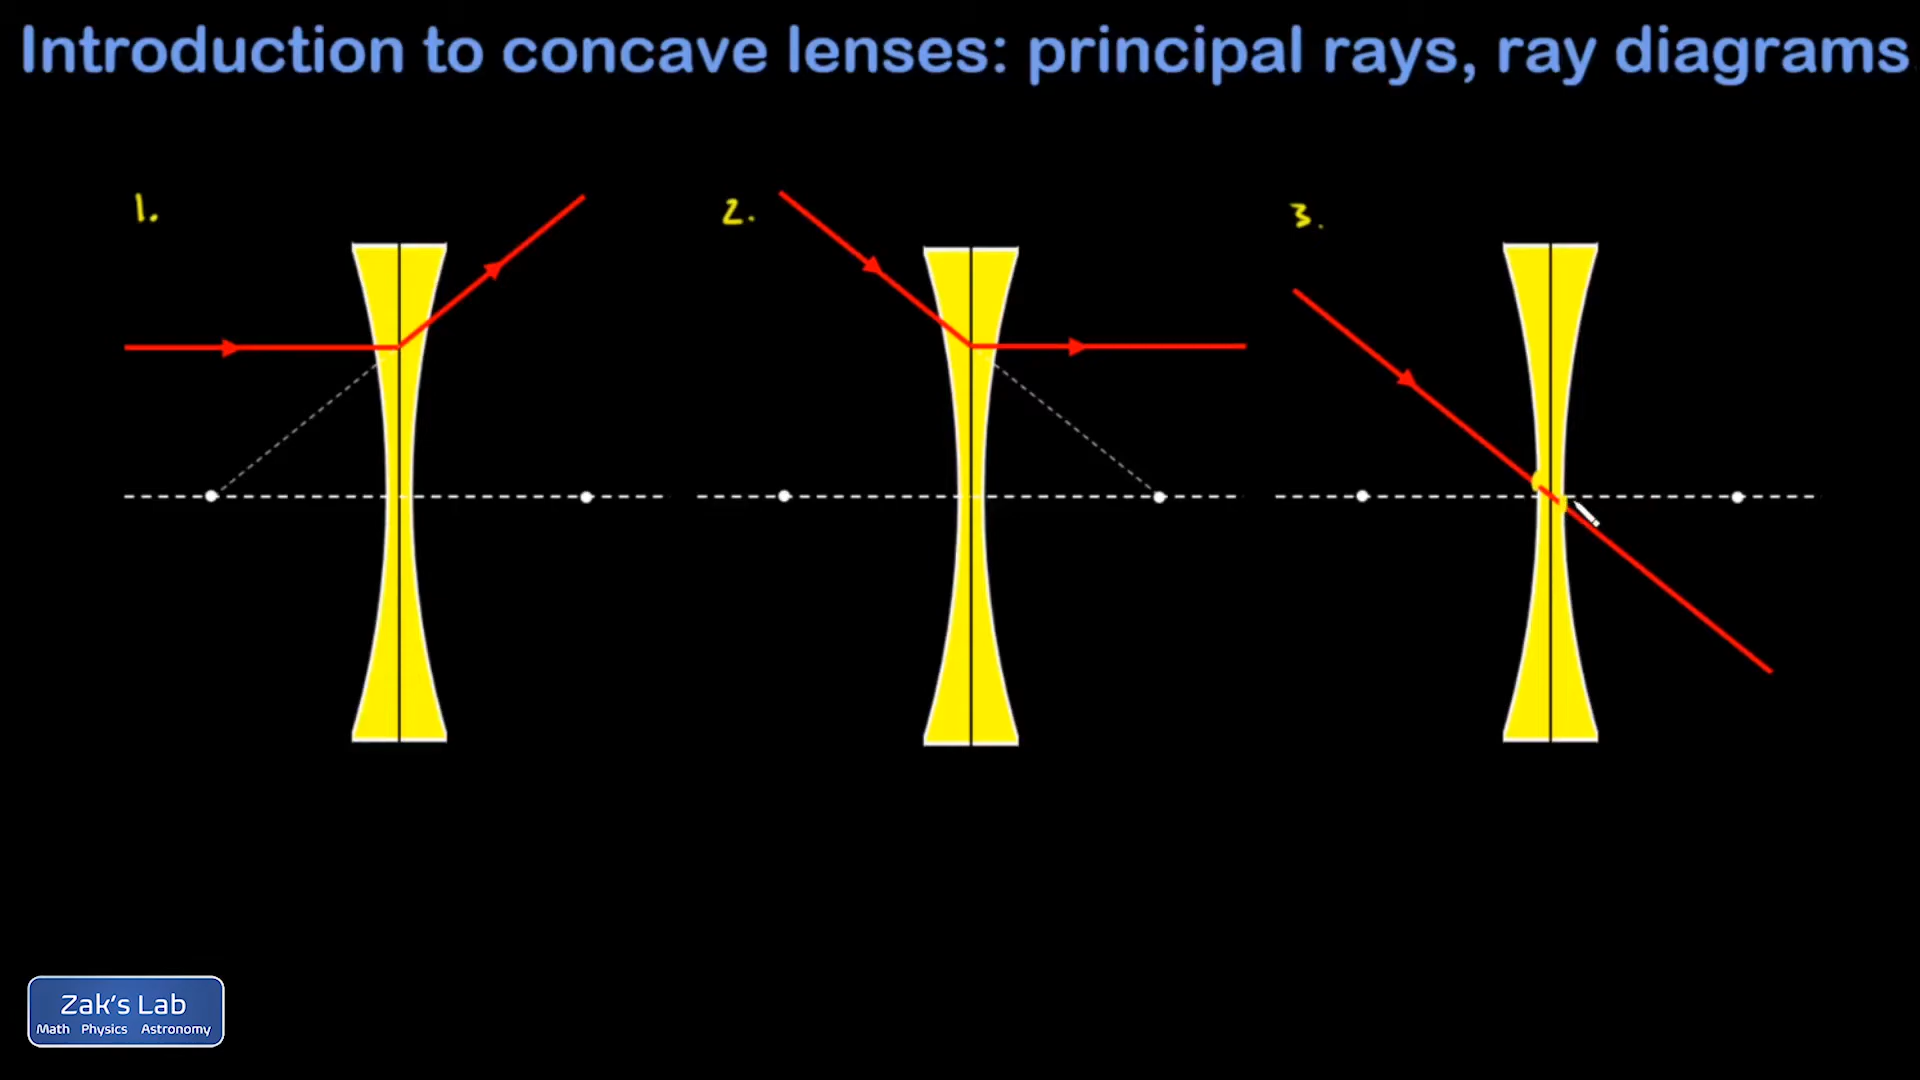 Introduction to concave lenses: principal rays, ray diagrams
1.
2.
3.
Zak's Lab
Math Physics Astronomy